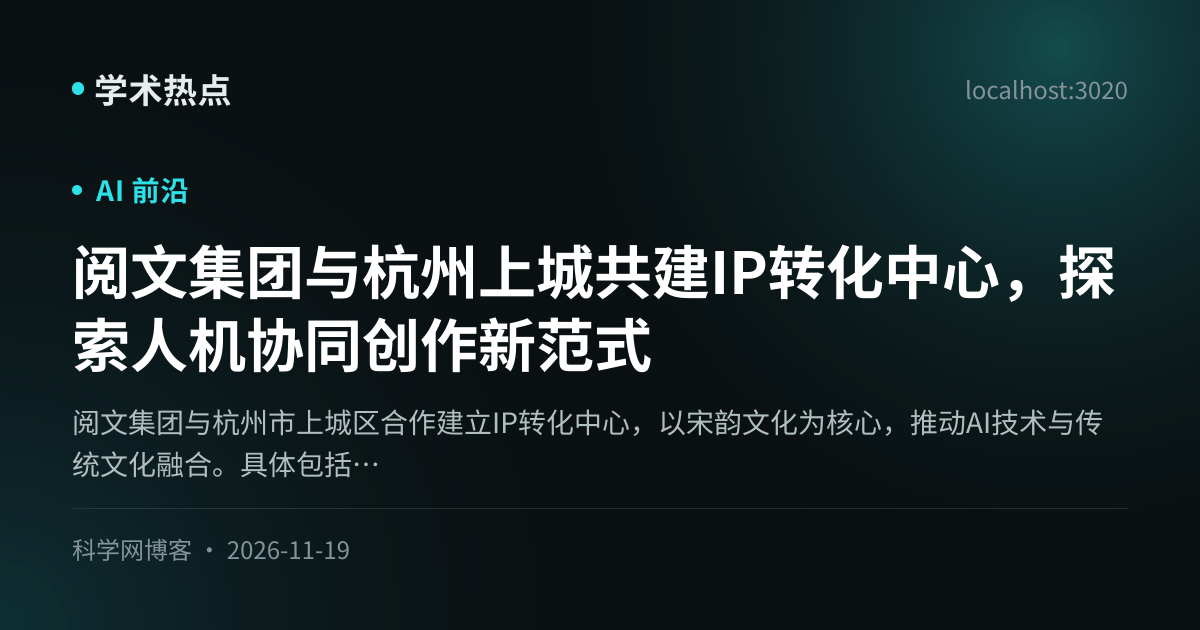 学术热点
localhost:3020
AI 前沿
阅文集团与杭州上城共建IP转化中心，探
索人机协同创作新范式
阅文集团与杭州市上城区合作建立IP转化中心，以宋韵文化为核心，推动AI技术与传
统文化融合。具体包括…
科学网博客 · 2026-11-19